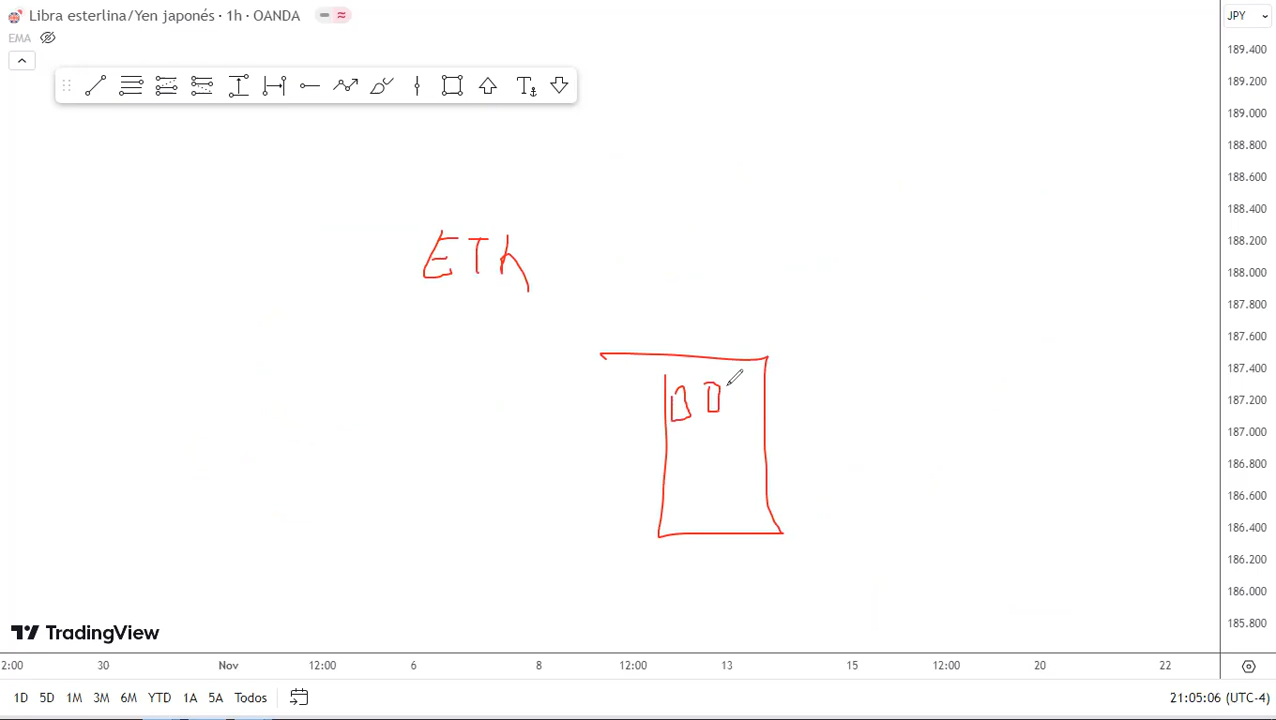 Libra esterlina/Yen japonés · 1h · OANDA
EMA
JPY
189.400
189.200
189.000
188.800
188.600
188.400
188.200
188.000
187.800
187.600
187.400
187.200
187.000
186.800
186.600
186.400
186.200
186.000
185.800
ETh
TradingView
2:00 30 Nov 12:00 6 8 12:00 13 15 12:00 20 22
1D 5D 1M 3M 6M YTD 1A 5A Todos
21:05:06 (UTC-4)